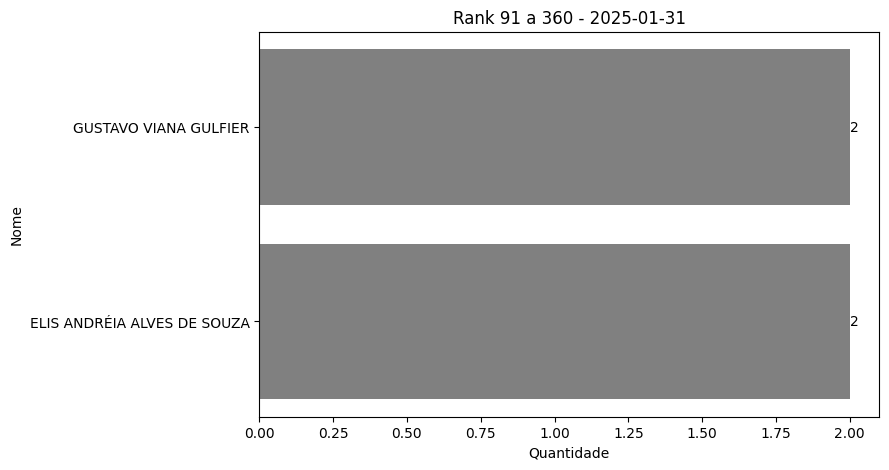 Rank 91 a 360 - 2025-01-31
GUSTAVO VIANA GULFIER
2
Nome
ELIS ANDRÉIA ALVES DE SOUZA
2
0.00 0.25 0.50 0.75 1.00 1.25 1.50 1.75 2.00
Quantidade